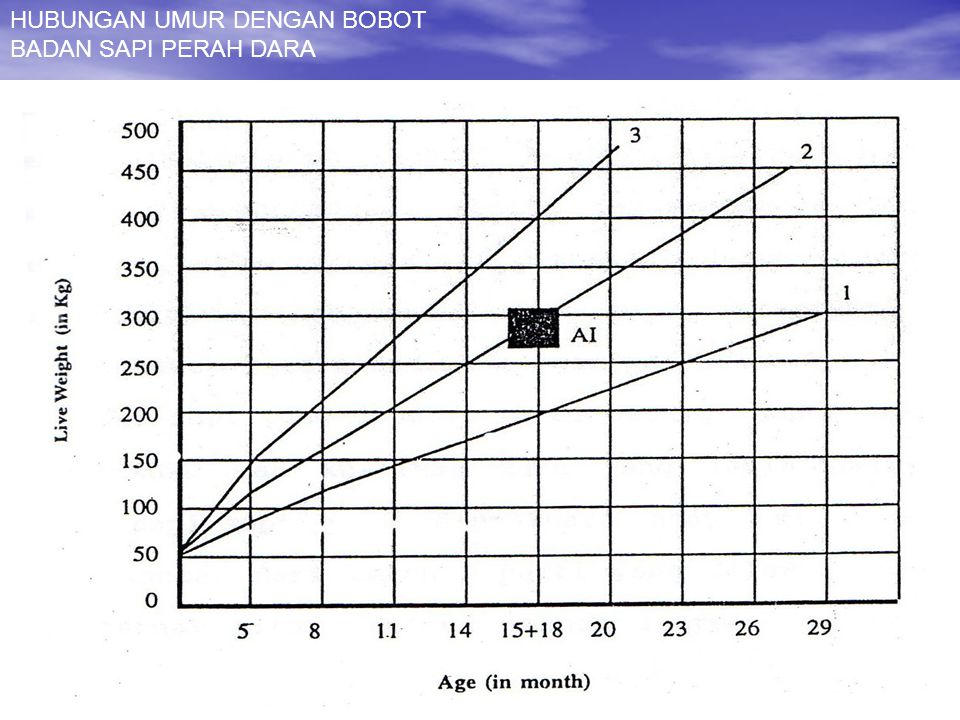 HUBUNGAN UMUR DENGAN BOBOT
BADAN SAPI PERAH DARA
500
450
400
350
300
250
200
150
100
50
0
Live Weight (in Kg)
3
2
1
AI
5 8 1.1 14 15+18 20 23 26 29
Age (in month)